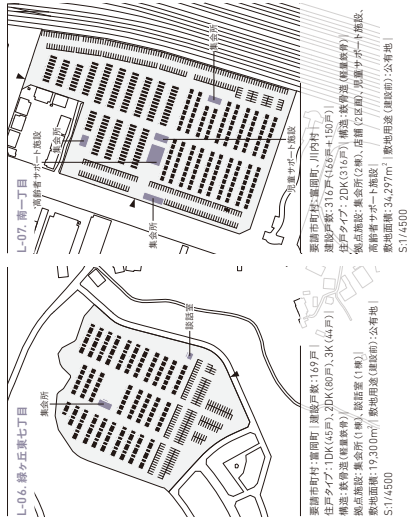 L-06. 緑ヶ丘東七丁目
集会所
談話室
要請市町村：富岡町｜建設戸数：169戸｜
住戸タイプ：1DK（45戸）、2DK（80戸）、3K（44戸）｜
構造：鉄骨造（軽量鉄骨）｜
拠点施設：集会所（1棟）、談話室（1棟）｜
敷地面積：19,300m²｜敷地用途（建設前）：公有地｜
S:1/4500
L-07. 南一丁目
高齢者サポート施設
集会所
集会所
集会所
児童サポート施設
要請市町村：富岡町、川内村｜
建設戸数：316戸（166戸＋150戸）｜
住戸タイプ：2DK（316戸）｜構造：鉄骨造（軽量鉄骨）｜
拠点施設：集会所（2棟）、店舗（2区画）、児童サポート施設、
高齢者サポート施設｜
敷地面積：34,297m²｜敷地用途（建設前）：公有地｜
S:1/4500